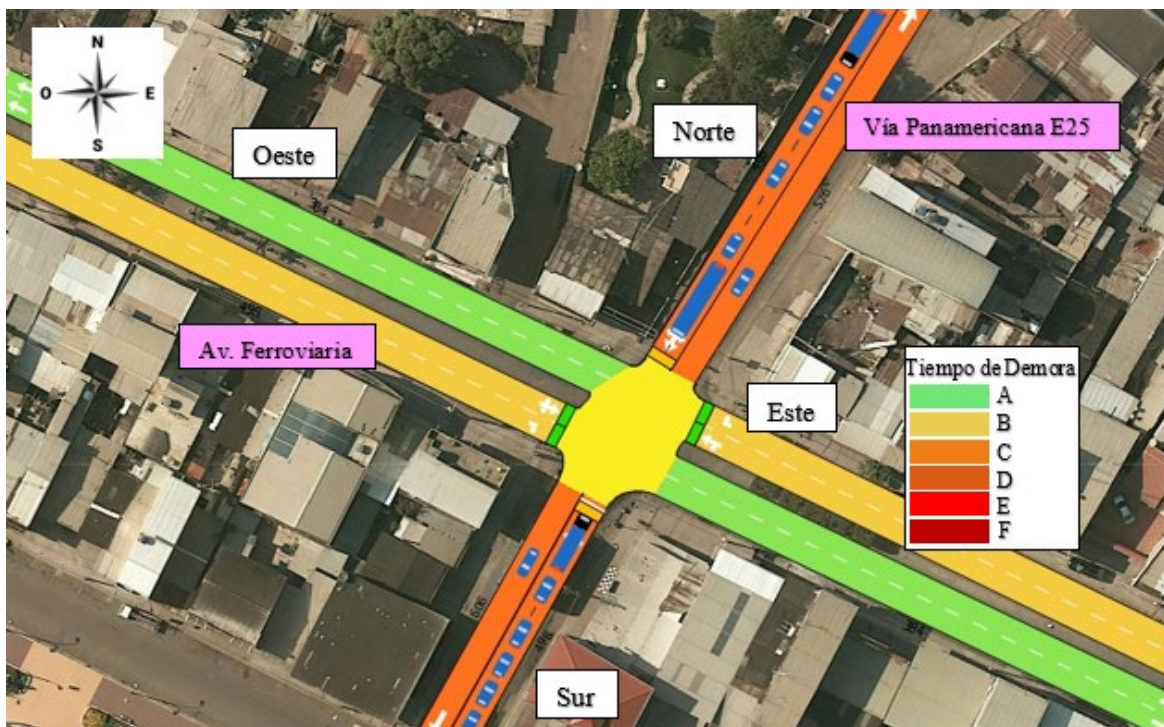 N
O E
S
Oeste
Norte
Vía Panamericana E25
Av. Ferroviaria
Este
Tiempo de Demora
A
B
C
D
E
F
Sur